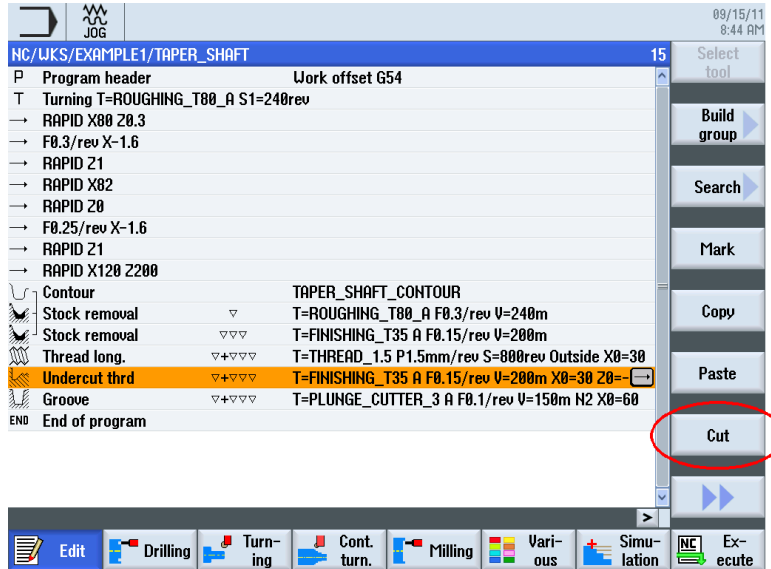 09/15/11
8:44 AM
JOG
NC/WKS/EXAMPLE1/TAPER_SHAFT 15
P Program header Work offset G54
T Turning T=ROUGHING_T80_A S1=240rev
→ RAPID X80 Z0.3
→ F0.3/rev X-1.6
→ RAPID Z1
→ RAPID X82
→ RAPID Z0
→ F0.25/rev X-1.6
→ RAPID Z1
→ RAPID X120 Z200
Contour TAPER_SHAFT_CONTOUR
Stock removal ▽ T=ROUGHING_T80_A F0.3/rev V=240m
Stock removal ▽▽▽ T=FINISHING_T35 A F0.15/rev V=200m
Thread long. ▽+▽▽▽ T=THREAD_1.5 P1.5mm/rev S=800rev Outside X0=30
Undercut thrd ▽+▽▽▽ T=FINISHING_T35 A F0.15/rev V=200m X0=30 Z0=-→
Groove ▽+▽▽▽ T=PLUNGE_CUTTER_3 A F0.1/rev V=150m N2 X0=60
END End of program
>
Select
tool
Build
group
Search
Mark
Copy
Paste
Cut
Edit
Drilling
Turn-
ing
Cont.
turn.
Milling
Vari-
ous
Simu-
lation
NC Ex-
ecute